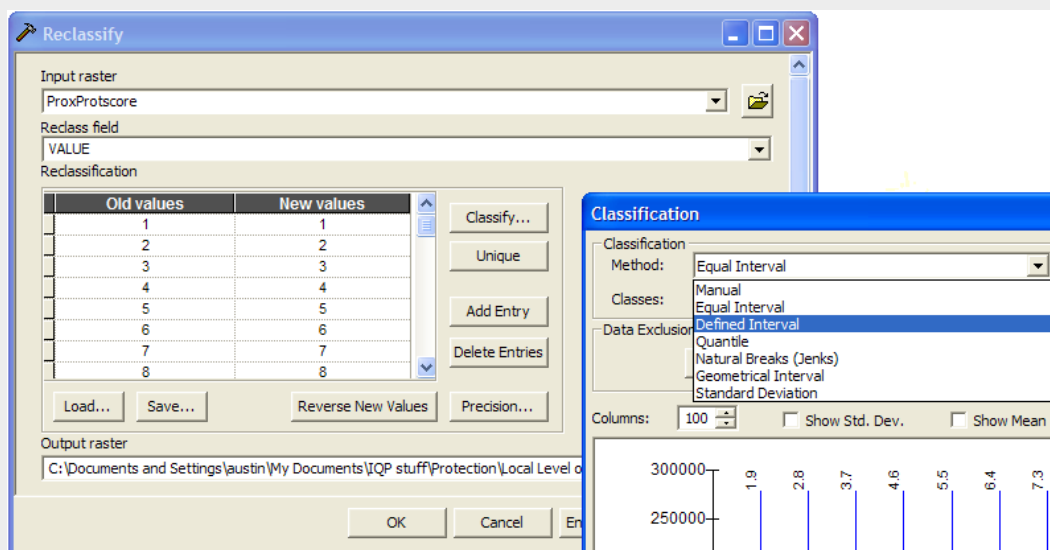 Reclassify
Input raster
ProxProtscore
Reclass field
VALUE
Reclassification
Old values New values
1 1
2 2
3 3
4 4
5 5
6 6
7 7
8 8
Classify...
Unique
Add Entry
Delete Entries
Load... Save... Reverse New Values Precision...
Output raster
C:\Documents and Settings\austin\My Documents\IQP stuff\Protection\Local Level o
OK Cancel En
Classification
Classification
Method: Equal Interval
Classes:
Manual
Equal Interval
Defined Interval
Quantile
Natural Breaks (Jenks)
Geometrical Interval
Standard Deviation
Data Exclusion
Columns: 100 Show Std. Dev. Show Mean
300000
250000
1.9 2.8 3.7 4.6 5.5 6.4 7.3